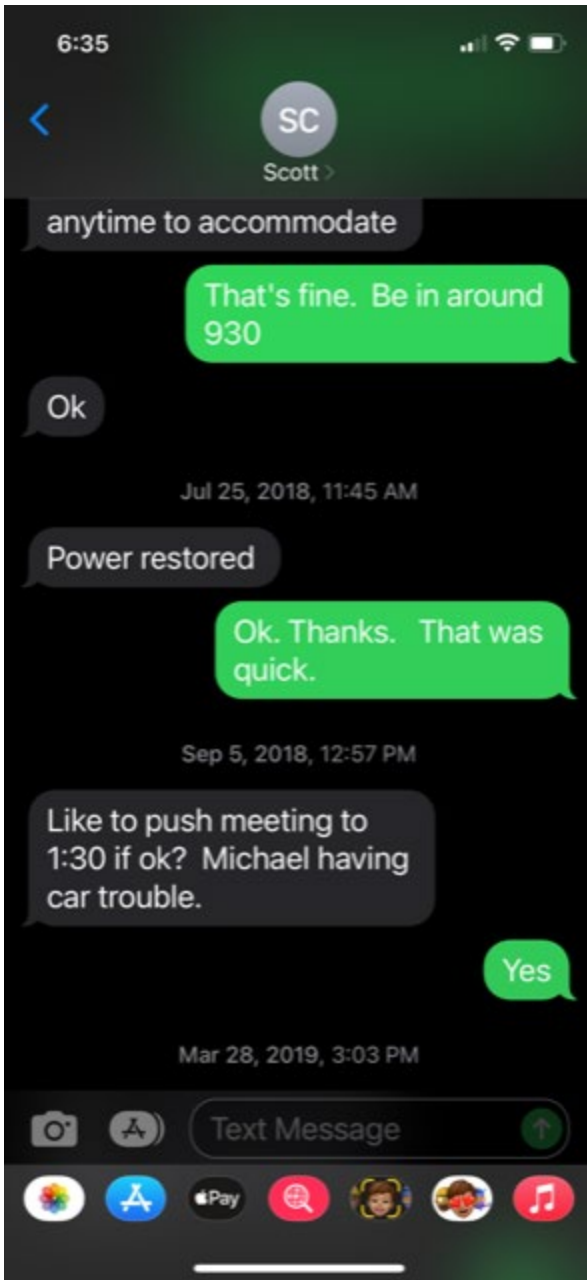 6:35
SC
Scott
anytime to accommodate
That's fine.  Be in around
930
Ok
Jul 25, 2018, 11:45 AM
Power restored
Ok. Thanks.   That was
quick.
Sep 5, 2018, 12:57 PM
Like to push meeting to
1:30 if ok?  Michael having
car trouble.
Yes
Mar 28, 2019, 3:03 PM
Text Message
Pay